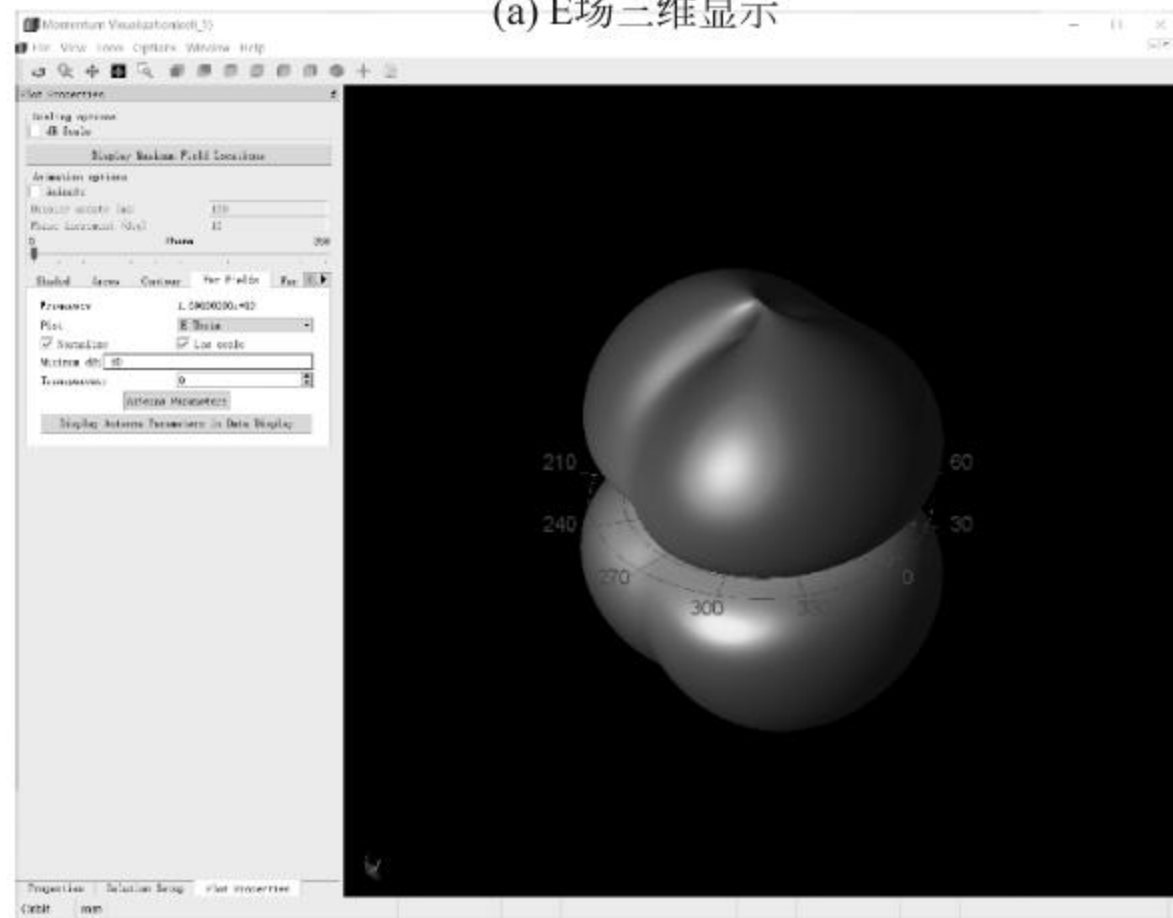 (a) E场三维显示
Momentum Visualization
File View Tools Options Window Help
Plot Properties
Scaling options
dB Scale
Display Maximum Field Locations
Animation options
Animate
0 Phase 360
Shaded Arrow Contour Far Fields Far
Frequency
Plot E Theta
Normalize Log scale
Minimum dB
Transparency 0
Antenna Parameters
Display Antenna Parameters in Data Display
210 60
240 30
270 0
300 330
Properties Solution Setup Plot Properties
Orbit mm